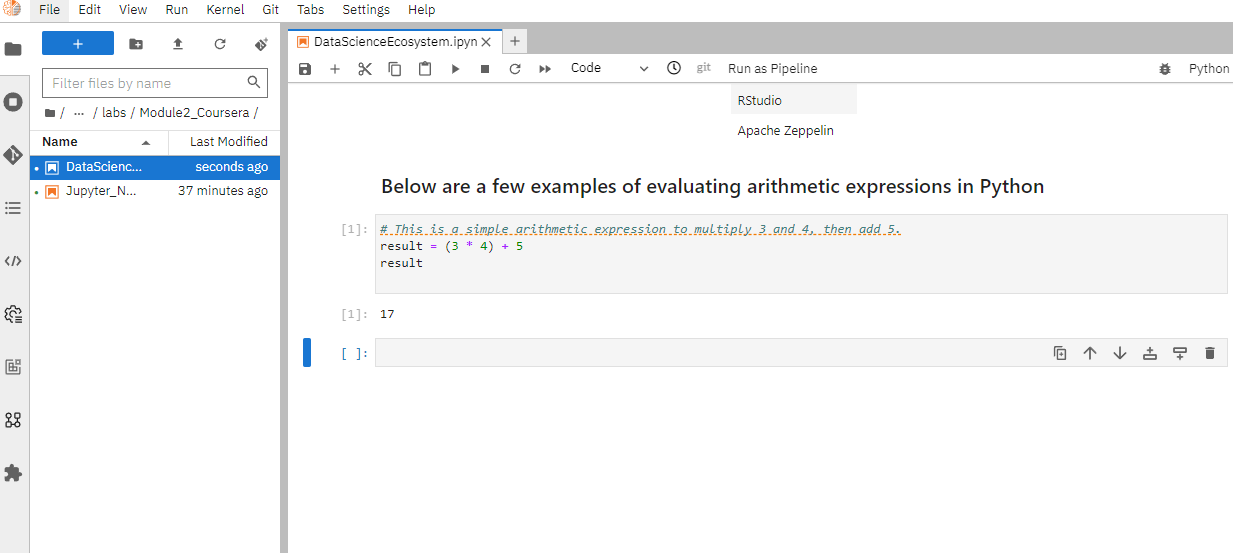 File Edit View Run Kernel Git Tabs Settings Help
+
Filter files by name
/ ··· / labs / Module2_Coursera /
Name Last Modified
DataScienc... seconds ago
Jupyter_N... 37 minutes ago
DataScienceEcosystem.ipyn
Code git Run as Pipeline Python
RStudio
Apache Zeppelin
Below are a few examples of evaluating arithmetic expressions in Python
[1]: # This is a simple arithmetic expression to multiply 3 and 4, then add 5.
result = (3 * 4) + 5
result
[1]: 17
[ ]: